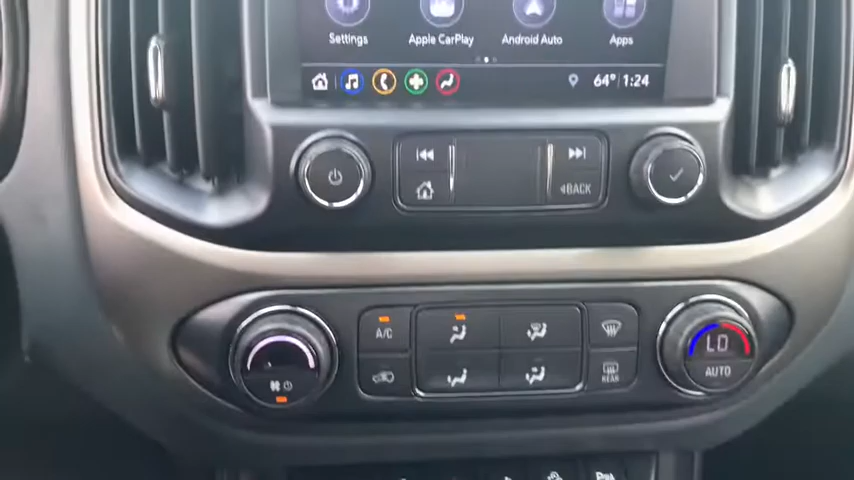 Settings Apple CarPlay Android Auto Apps
64° 1:24
BACK
A/C
REAR
LO
AUTO